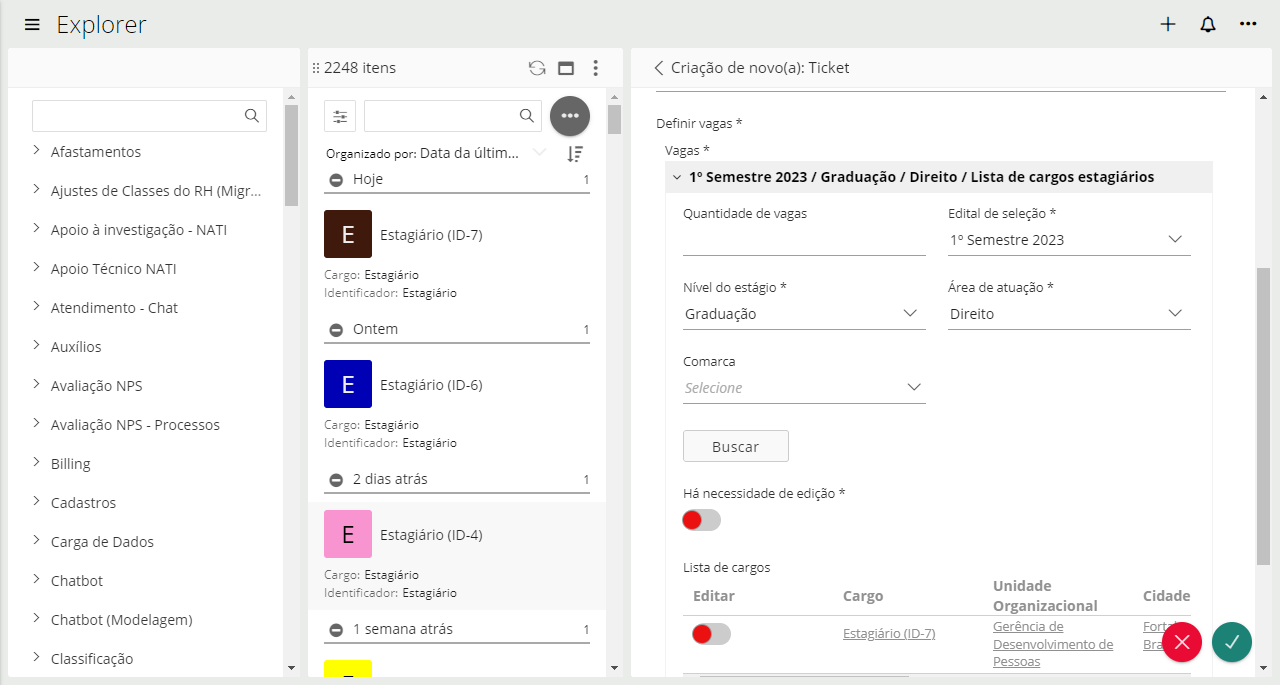 Explorer
Afastamentos
Ajustes de Classes do RH (Migr...
Apoio à investigação - NATI
Apoio Técnico NATI
Atendimento - Chat
Auxílios
Avaliação NPS
Avaliação NPS - Processos
Billing
Cadastros
Carga de Dados
Chatbot
Chatbot (Modelagem)
Classificação
2248 itens
Organizado por: Data da últim...
Hoje 1
E Estagiário (ID-7)
Cargo: Estagiário
Identificador: Estagiário
Ontem 1
E Estagiário (ID-6)
Cargo: Estagiário
Identificador: Estagiário
2 dias atrás 1
E Estagiário (ID-4)
Cargo: Estagiário
Identificador: Estagiário
1 semana atrás 1
Criação de novo(a): Ticket
Definir vagas *
Vagas *
1º Semestre 2023 / Graduação / Direito / Lista de cargos estagiários
Quantidade de vagas Edital de seleção *
1º Semestre 2023
Nível do estágio * Área de atuação *
Graduação Direito
Comarca
Selecione
Buscar
Há necessidade de edição *
Lista de cargos
Editar Cargo Unidade Organizacional Cidade
Estagiário (ID-7)
Gerência de
Desenvolvimento de
Pessoas